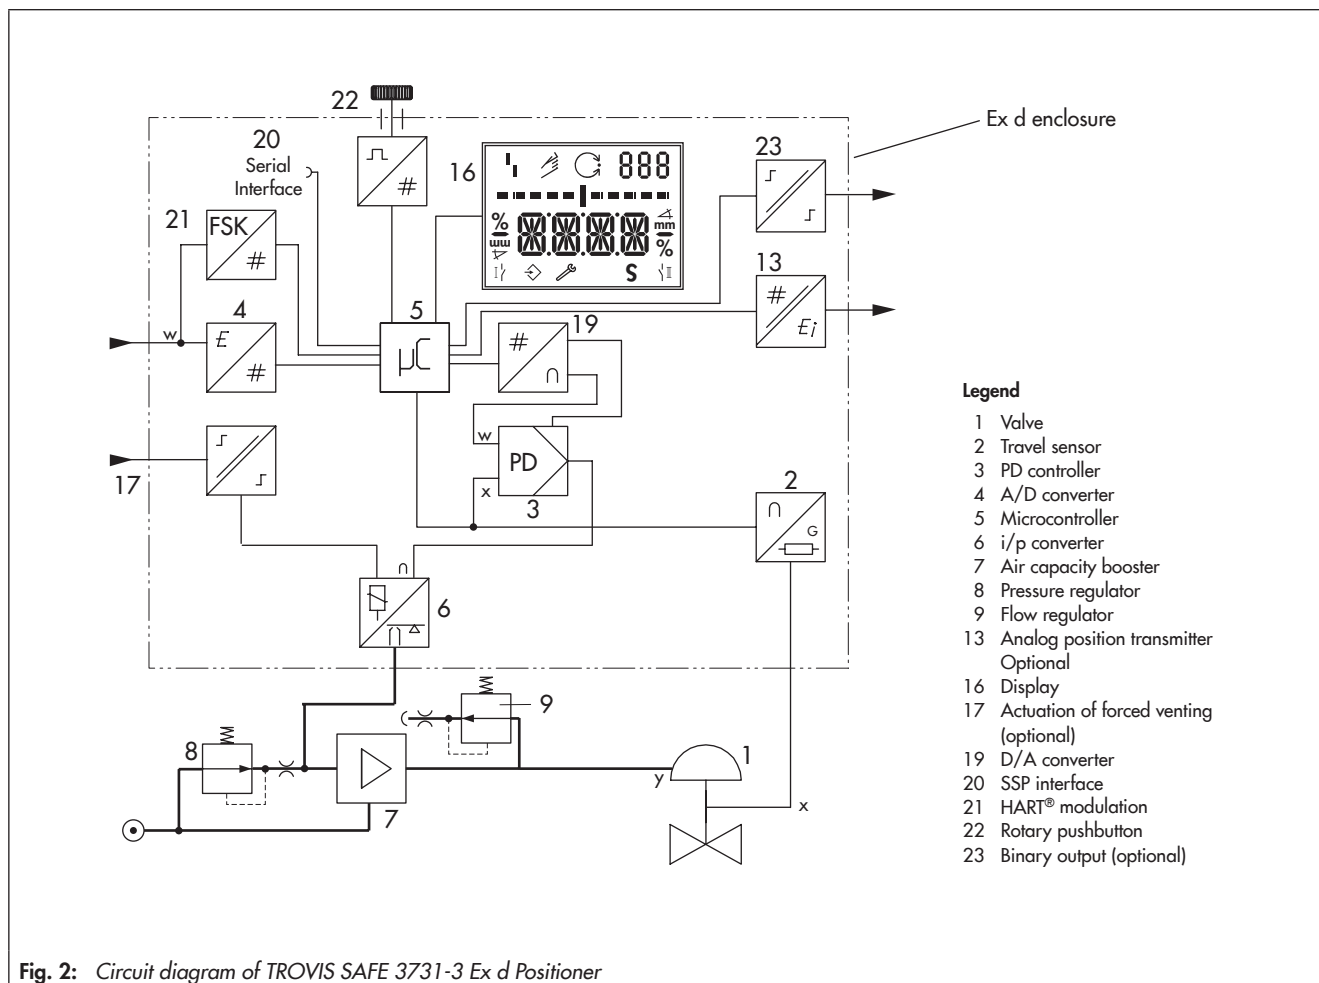 22
20
Serial
Interface
16
888
%
mm
mm
%
S
23
Ex d enclosure
21
FSK
#
#
13
#
Ei
w
4
E
#
5
µC
19
#
w
PD
x
3
17
2
G
6
8
9
7
y
1
x
Legend
1 Valve
2 Travel sensor
3 PD controller
4 A/D converter
5 Microcontroller
6 i/p converter
7 Air capacity booster
8 Pressure regulator
9 Flow regulator
13 Analog position transmitter
Optional
16 Display
17 Actuation of forced venting
(optional)
19 D/A converter
20 SSP interface
21 HART® modulation
22 Rotary pushbutton
23 Binary output (optional)
Fig. 2: Circuit diagram of TROVIS SAFE 3731-3 Ex d Positioner